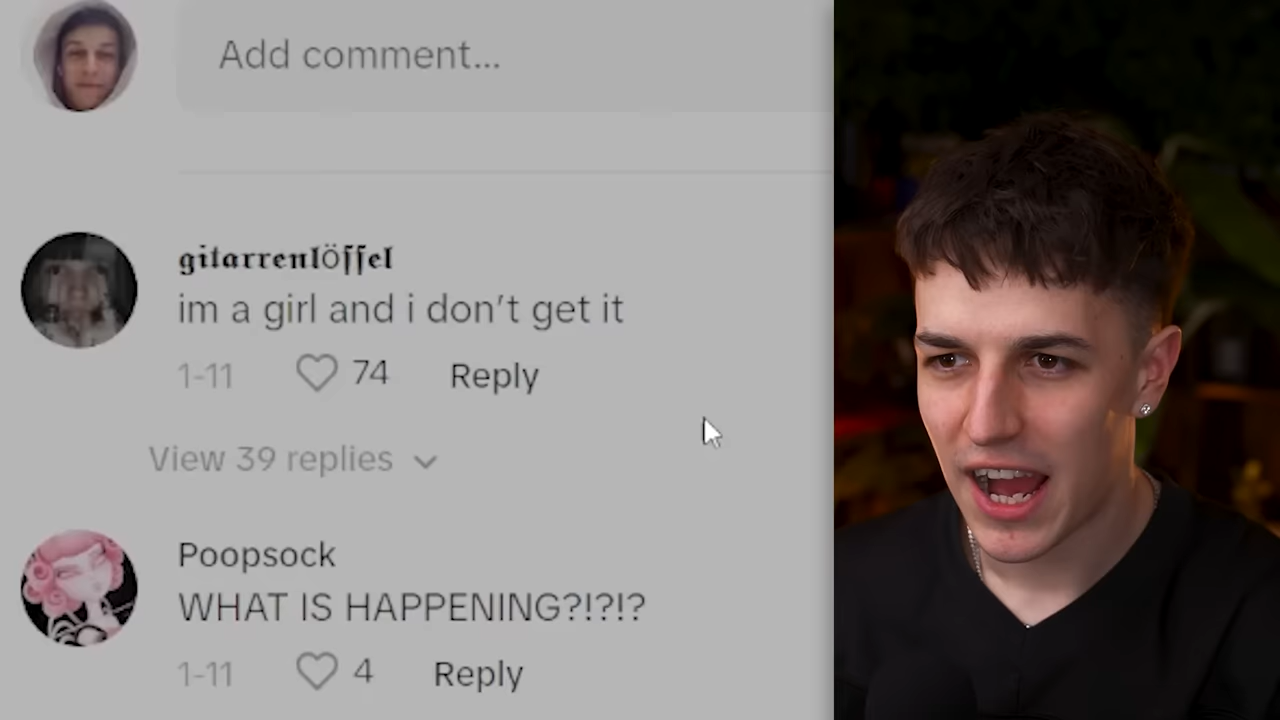 Add comment...
𝖌𝖎𝖙𝖆𝖗𝖗𝖊𝖓𝖑ö𝖋𝖋𝖊𝖑
im a girl and i don't get it
1-11 74 Reply
View 39 replies
Poopsock
WHAT IS HAPPENING?!?!?
1-11 4 Reply